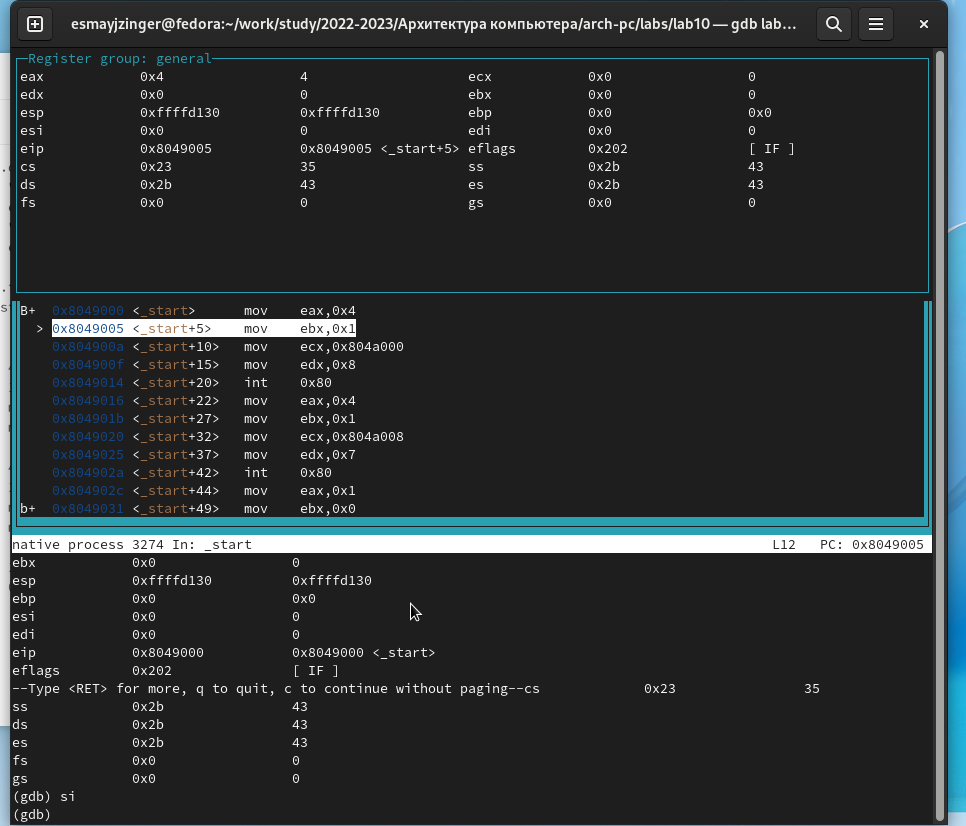 esmayjzinger@fedora:~/work/study/2022-2023/Архитектура компьютера/arch-pc/labs/lab10 — gdb lab…
Register group: general
eax 0x4 4 ecx 0x0 0
edx 0x0 0 ebx 0x0 0
esp 0xffffd130 0xffffd130 ebp 0x0 0x0
esi 0x0 0 edi 0x0 0
eip 0x8049005 0x8049005 <_start+5> eflags 0x202 [ IF ]
cs 0x23 35 ss 0x2b 43
ds 0x2b 43 es 0x2b 43
fs 0x0 0 gs 0x0 0
B+ 0x8049000 <_start> mov eax,0x4
> 0x8049005 <_start+5> mov ebx,0x1
0x804900a <_start+10> mov ecx,0x804a000
0x804900f <_start+15> mov edx,0x8
0x8049014 <_start+20> int 0x80
0x8049016 <_start+22> mov eax,0x4
0x804901b <_start+27> mov ebx,0x1
0x8049020 <_start+32> mov ecx,0x804a008
0x8049025 <_start+37> mov edx,0x7
0x804902a <_start+42> int 0x80
0x804902c <_start+44> mov eax,0x1
b+ 0x8049031 <_start+49> mov ebx,0x0
native process 3274 In: _start L12 PC: 0x8049005
ebx 0x0 0
esp 0xffffd130 0xffffd130
ebp 0x0 0x0
esi 0x0 0
edi 0x0 0
eip 0x8049000 0x8049000 <_start>
eflags 0x202 [ IF ]
--Type <RET> for more, q to quit, c to continue without paging--cs 0x23 35
ss 0x2b 43
ds 0x2b 43
es 0x2b 43
fs 0x0 0
gs 0x0 0
(gdb) si
(gdb)